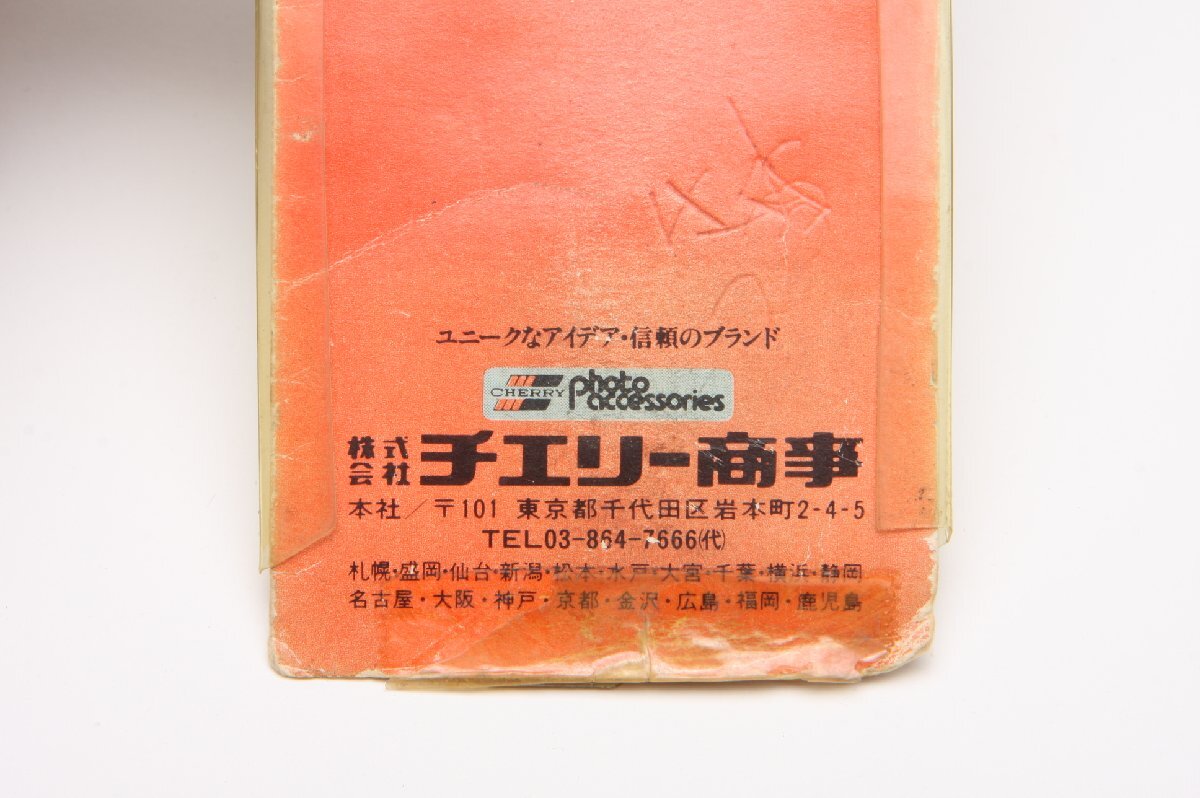 ユニークなアイデア・信頼のブランド
CHERRY photo accessories
株式会社 チエリー商事
本社/〒101 東京都千代田区岩本町2-4-5
TEL03-864-7666(代)
札幌・盛岡・仙台・新潟・松本・水戸・大宮・千葉・横浜・静岡
名古屋・大阪・神戸・京都・金沢・広島・福岡・鹿児島